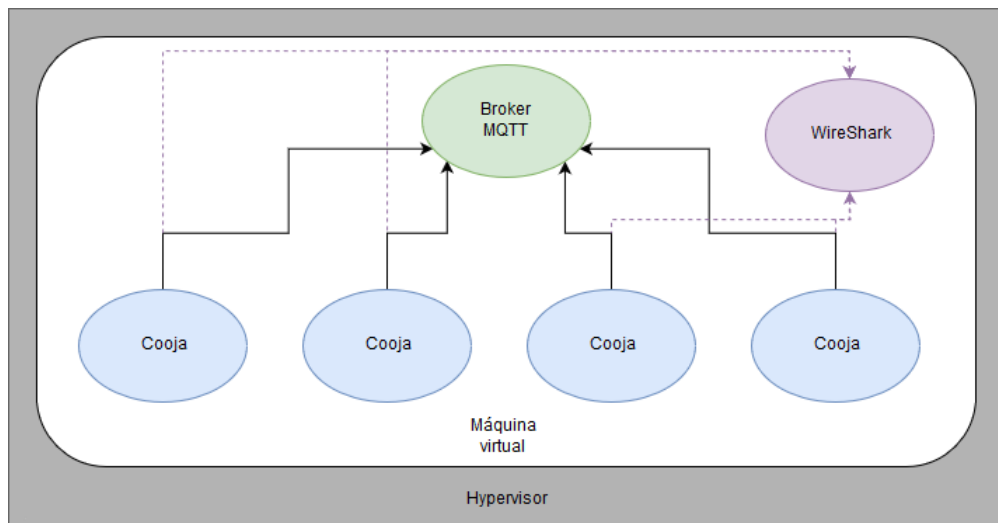 Broker
MQTT
WireShark
Cooja
Cooja
Cooja
Cooja
Máquina
virtual
Hypervisor